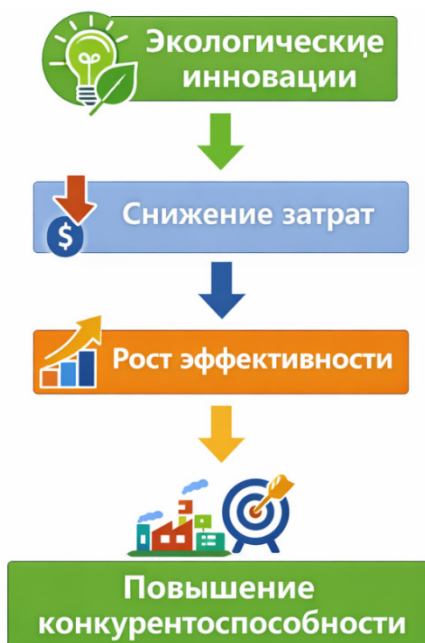 Экологические
инновации
$
Снижение затрат
Рост эффективности
Повышение
конкурентоспособности